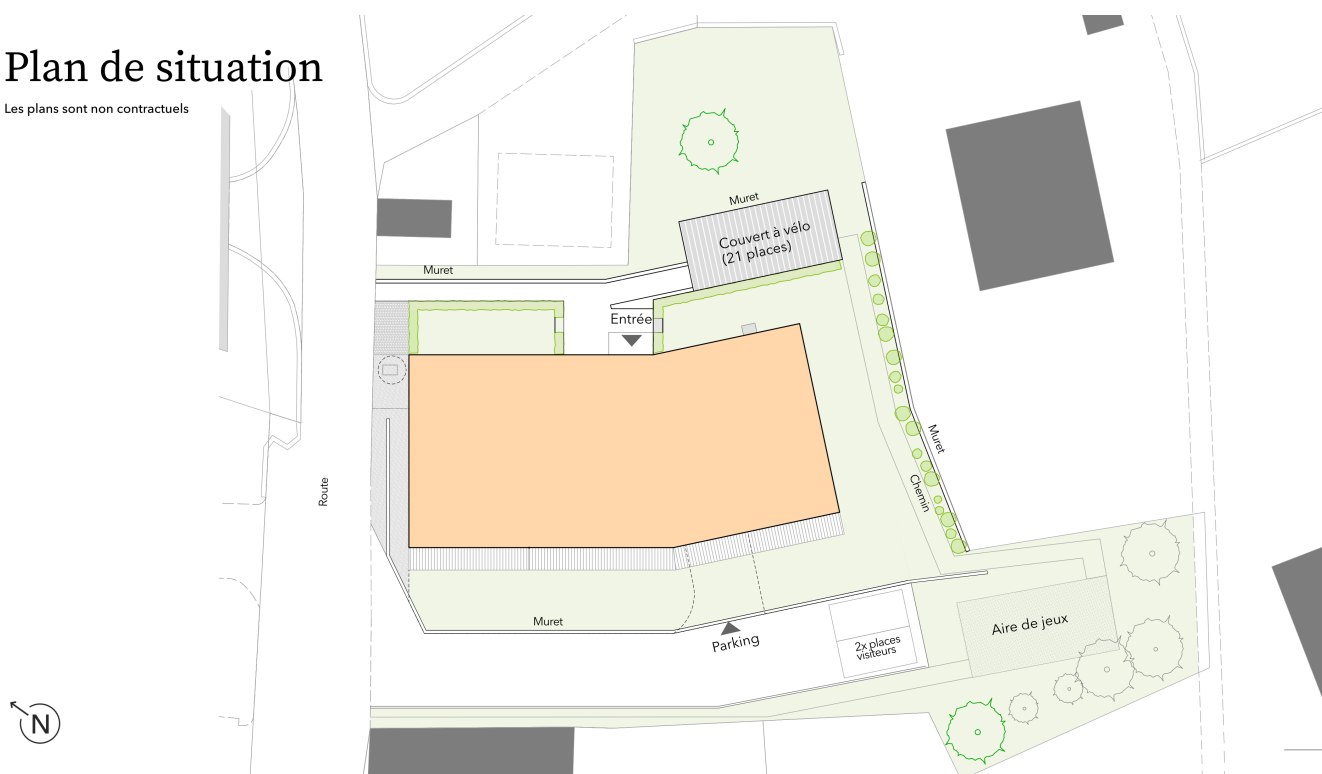 Plan de situation
Les plans sont non contractuels
Muret
Couvert à vélo
(21 places)
Muret
Entrée
Muret
Chemin
Route
Muret
Parking
2x places
visiteurs
Aire de jeux
N